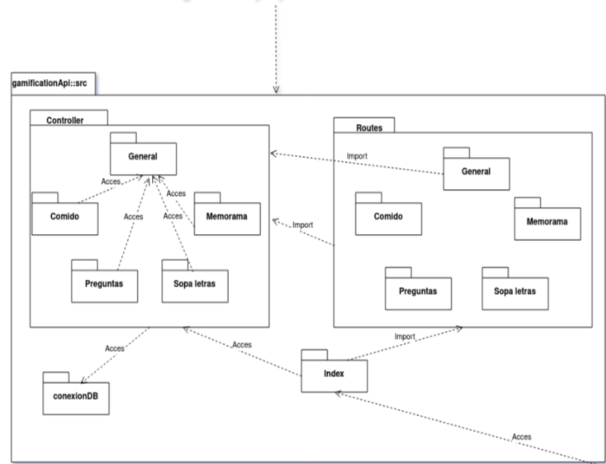 gamificationApi::src
Controller
Routes
General
Import
General
Acces
Acces
Comido
Acces
Acces
Memorama
Comido
Memorama
Import
Preguntas
Sopa letras
Preguntas
Sopa letras
Import
Acces
Acces
Index
conexionDB
Acces